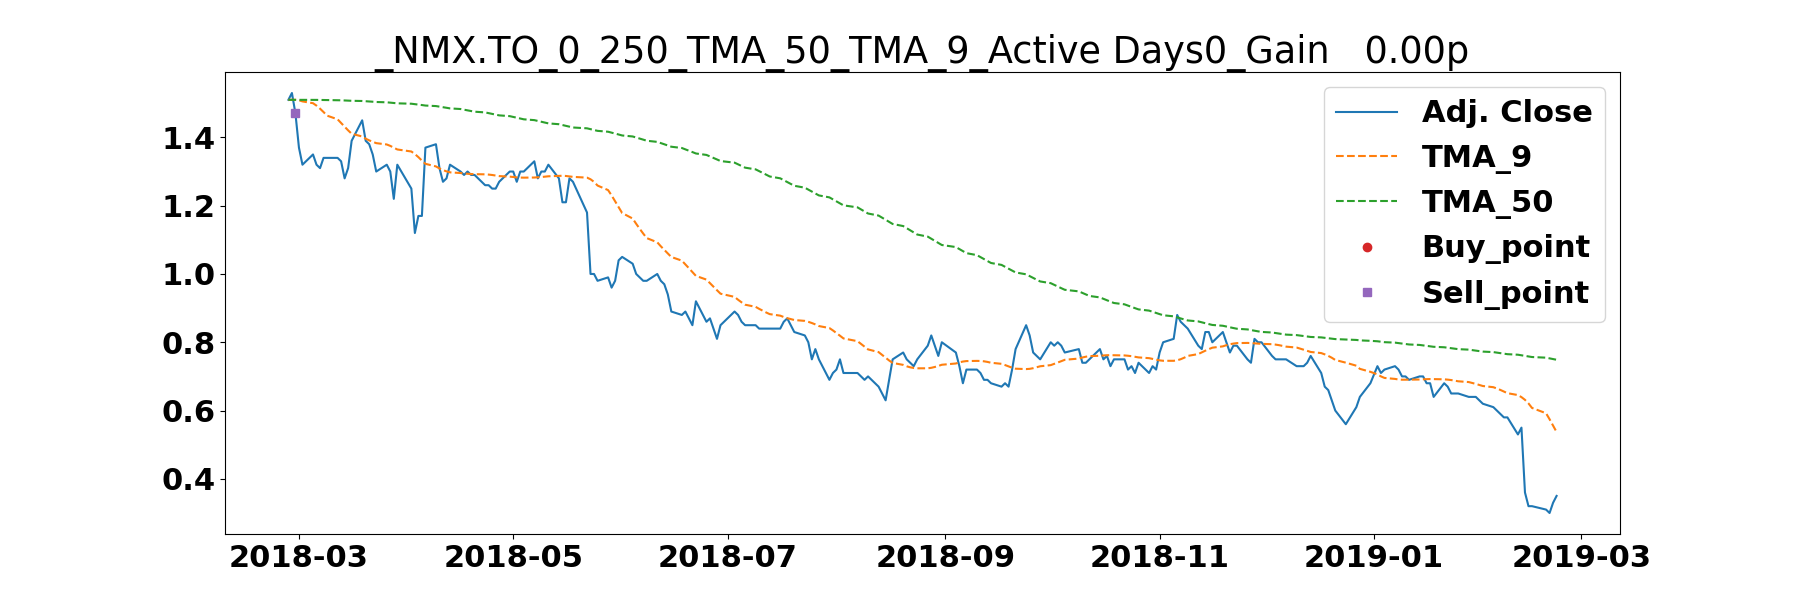 _NMX.TO_0_250_TMA_50_TMA_9_Active Days0_Gain   0.00p
Adj. Close
TMA_9
TMA_50
Buy_point
Sell_point
1.4
1.2
1.0
0.8
0.6
0.4
2018-03 2018-05 2018-07 2018-09 2018-11 2019-01 2019-03